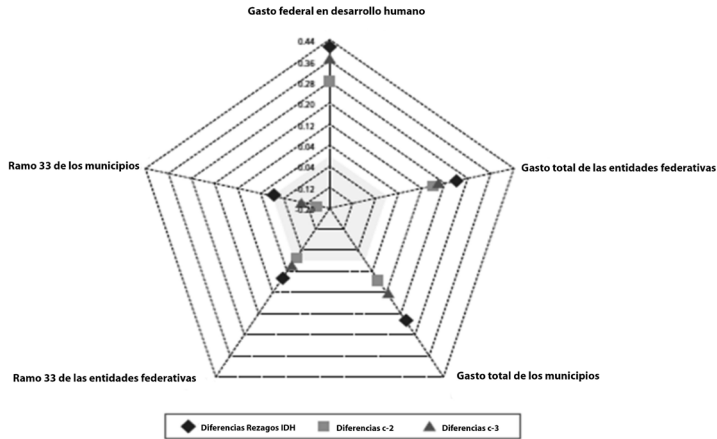 Gasto federal en desarrollo humano
0.44
0.36
0.28
0.20
0.12
0.04
-0.04
-0.12
-0.20
Ramo 33 de los municipios
Gasto total de las entidades federativas
Ramo 33 de las entidades federativas
Gasto total de los municipios
Diferencias Rezagos IDH
Diferencias c-2
Diferencias c-3